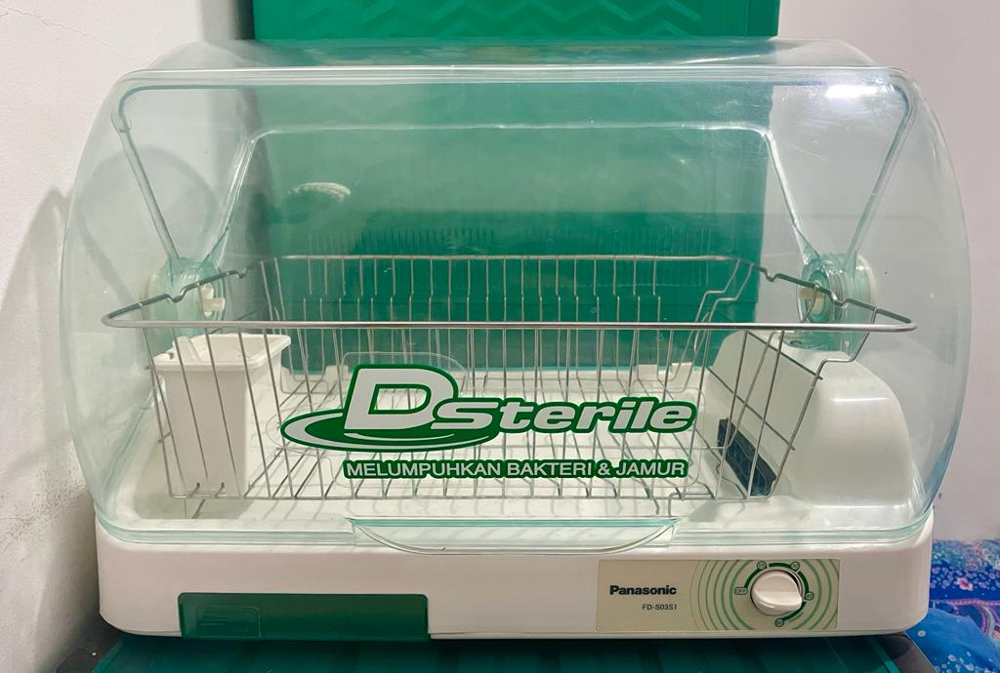 Dsterile
MELUMPUHKAN BAKTERI & JAMUR
Panasonic
FD-S03S1
OFF